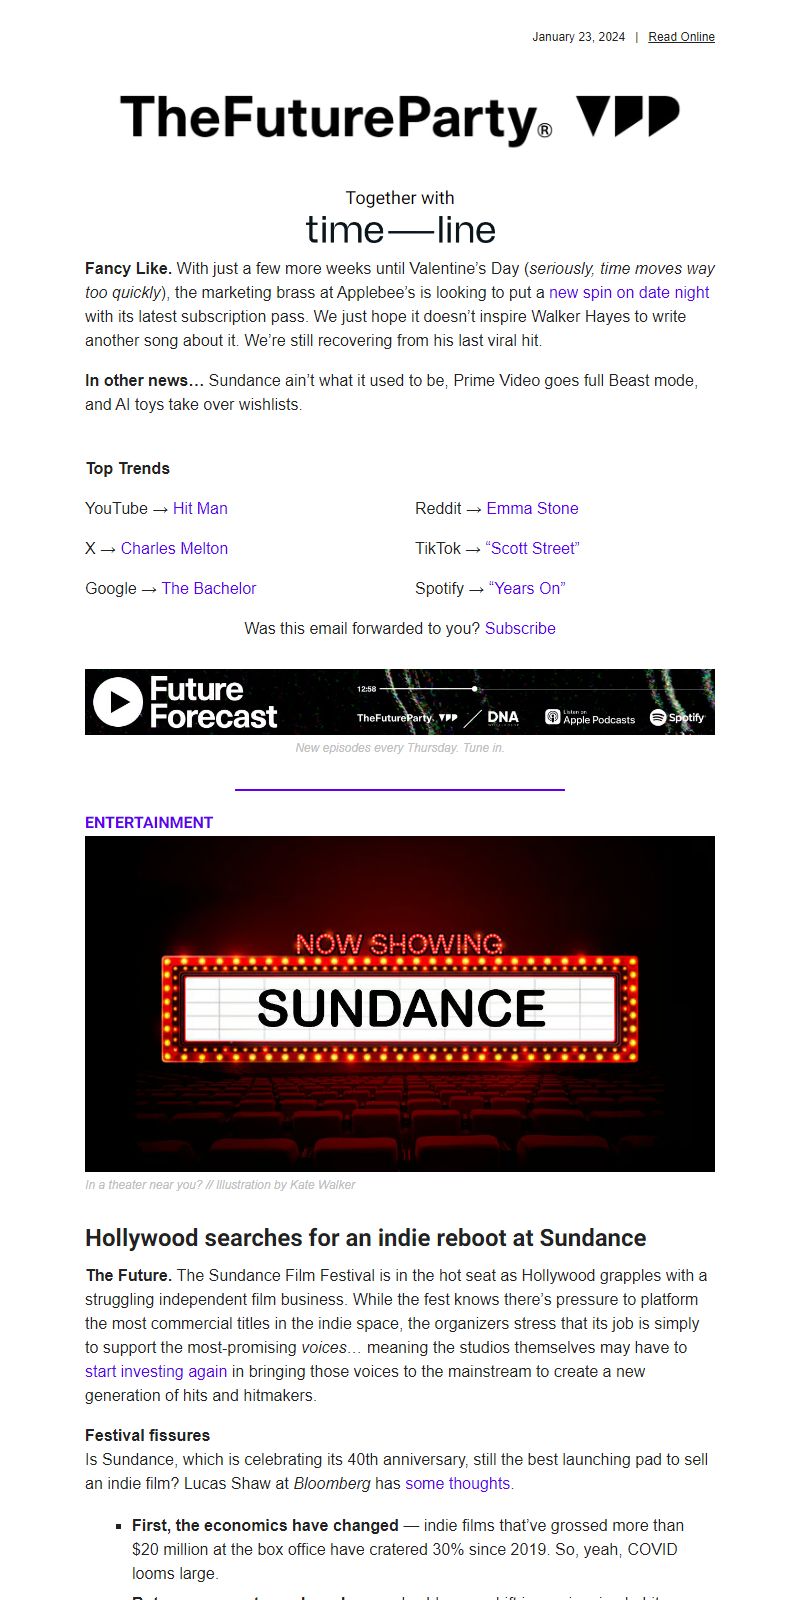 January 23, 2024 | Read Online
TheFutureParty®
Together with
time—line
Fancy Like. With just a few more weeks until Valentine's Day (seriously, time moves way
too quickly), the marketing brass at Applebee's is looking to put a new spin on date night
with its latest subscription pass. We just hope it doesn't inspire Walker Hayes to write
another song about it. We're still recovering from his last viral hit.
In other news… Sundance ain't what it used to be, Prime Video goes full Beast mode,
and AI toys take over wishlists.
Top Trends
YouTube → Hit Man
Reddit → Emma Stone
X → Charles Melton
TikTok → “Scott Street”
Google → The Bachelor
Spotify → “Years On”
Was this email forwarded to you? Subscribe
Future
Forecast
12:58
TheFutureParty.
DNA
Listen on
Apple Podcasts
Spotify
New episodes every Thursday. Tune in.
ENTERTAINMENT
NOW SHOWING
SUNDANCE
In a theater near you? // Illustration by Kate Walker
Hollywood searches for an indie reboot at Sundance
The Future. The Sundance Film Festival is in the hot seat as Hollywood grapples with a
struggling independent film business. While the fest knows there's pressure to platform
the most commercial titles in the indie space, the organizers stress that its job is simply
to support the most-promising voices… meaning the studios themselves may have to
start investing again in bringing those voices to the mainstream to create a new
generation of hits and hitmakers.
Festival fissures
Is Sundance, which is celebrating its 40th anniversary, still the best launching pad to sell
an indie film? Lucas Shaw at Bloomberg has some thoughts.
▪ First, the economics have changed — indie films that've grossed more than
$20 million at the box office have cratered 30% since 2019. So, yeah, COVID
looms large.